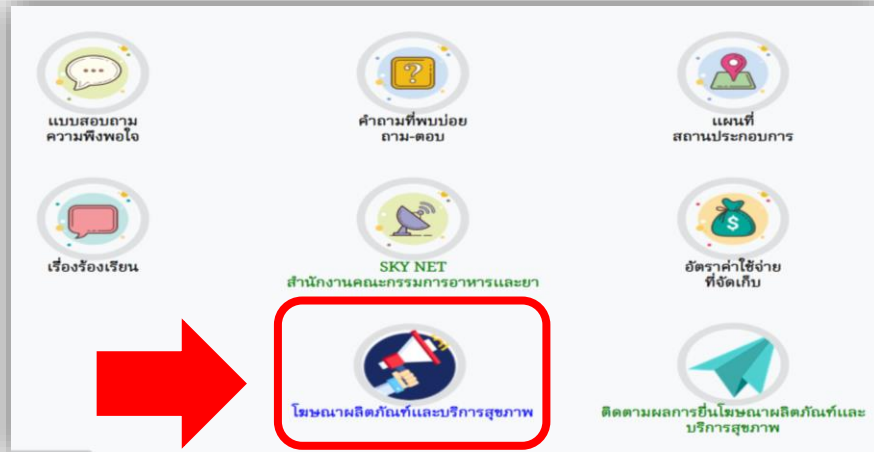 แบบสอบถาม
ความพึงพอใจ
คำถามที่พบบ่อย
ถาม-ตอบ
แผนที่
สถานประกอบการ
เรื่องร้องเรียน
SKY NET
สำนักงานคณะกรรมการอาหารและยา
อัตราค่าใช้จ่าย
ที่จัดเก็บ
โฆษณาผลิตภัณฑ์และบริการสุขภาพ
ติดตามผลการยื่นโฆษณาผลิตภัณฑ์และ
บริการสุขภาพ